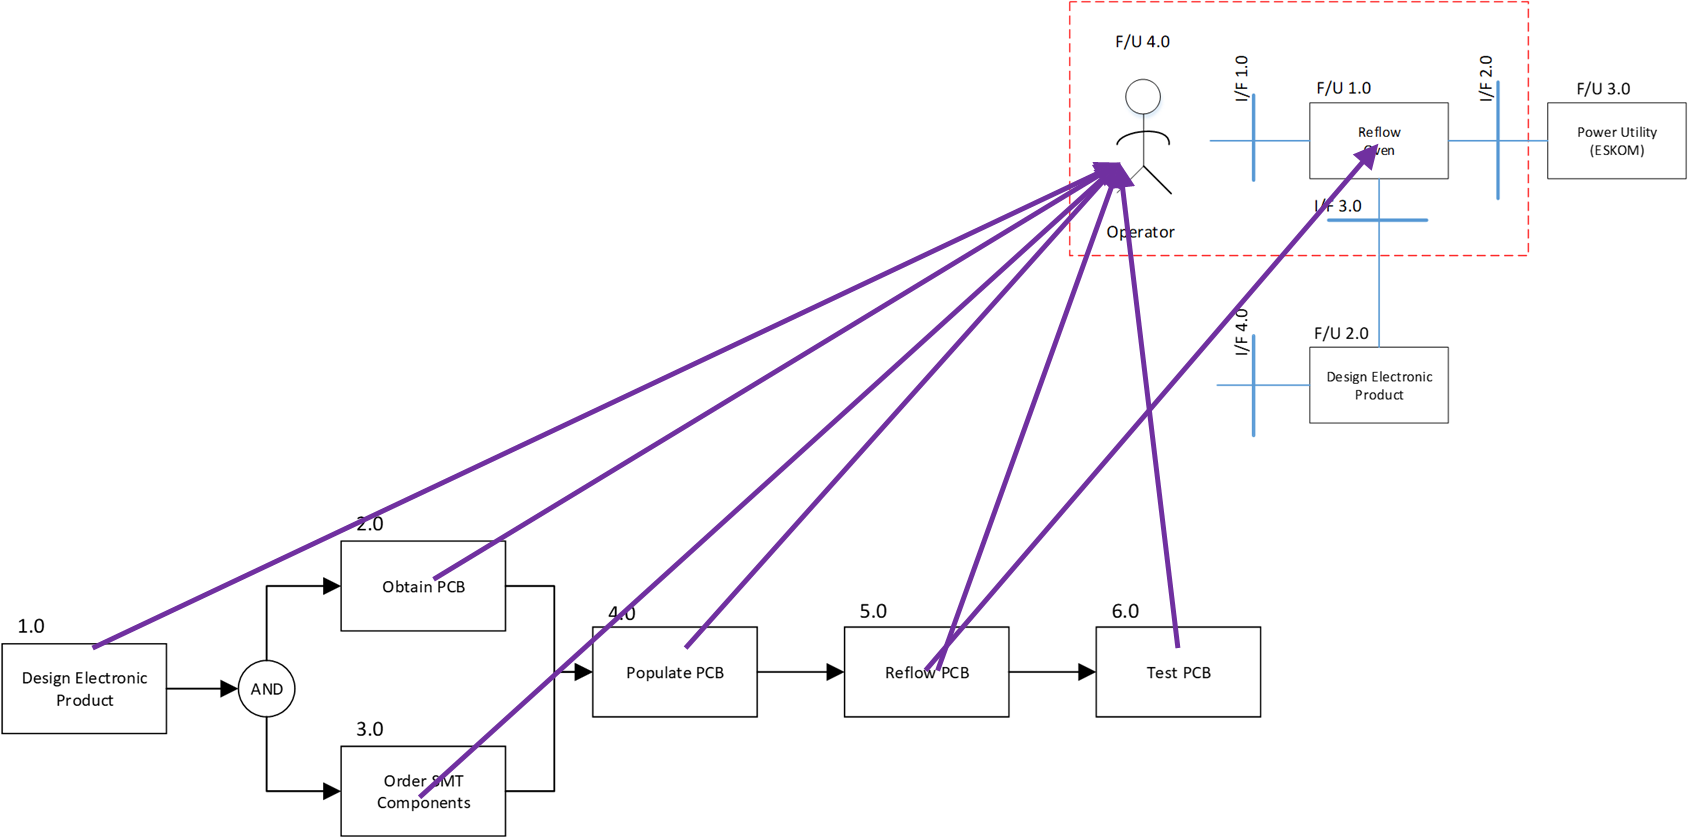 F/U 4.0
I/F 1.0
F/U 1.0
I/F 2.0
F/U 3.0
Reflow
Oven
Power Utility
(ESKOM)
I/F 3.0
Operator
I/F 4.0
F/U 2.0
Design Electronic
Product
2.0
Obtain PCB
1.0
Design Electronic
Product
AND
3.0
Order SMT
Components
4.0
Populate PCB
5.0
Reflow PCB
6.0
Test PCB